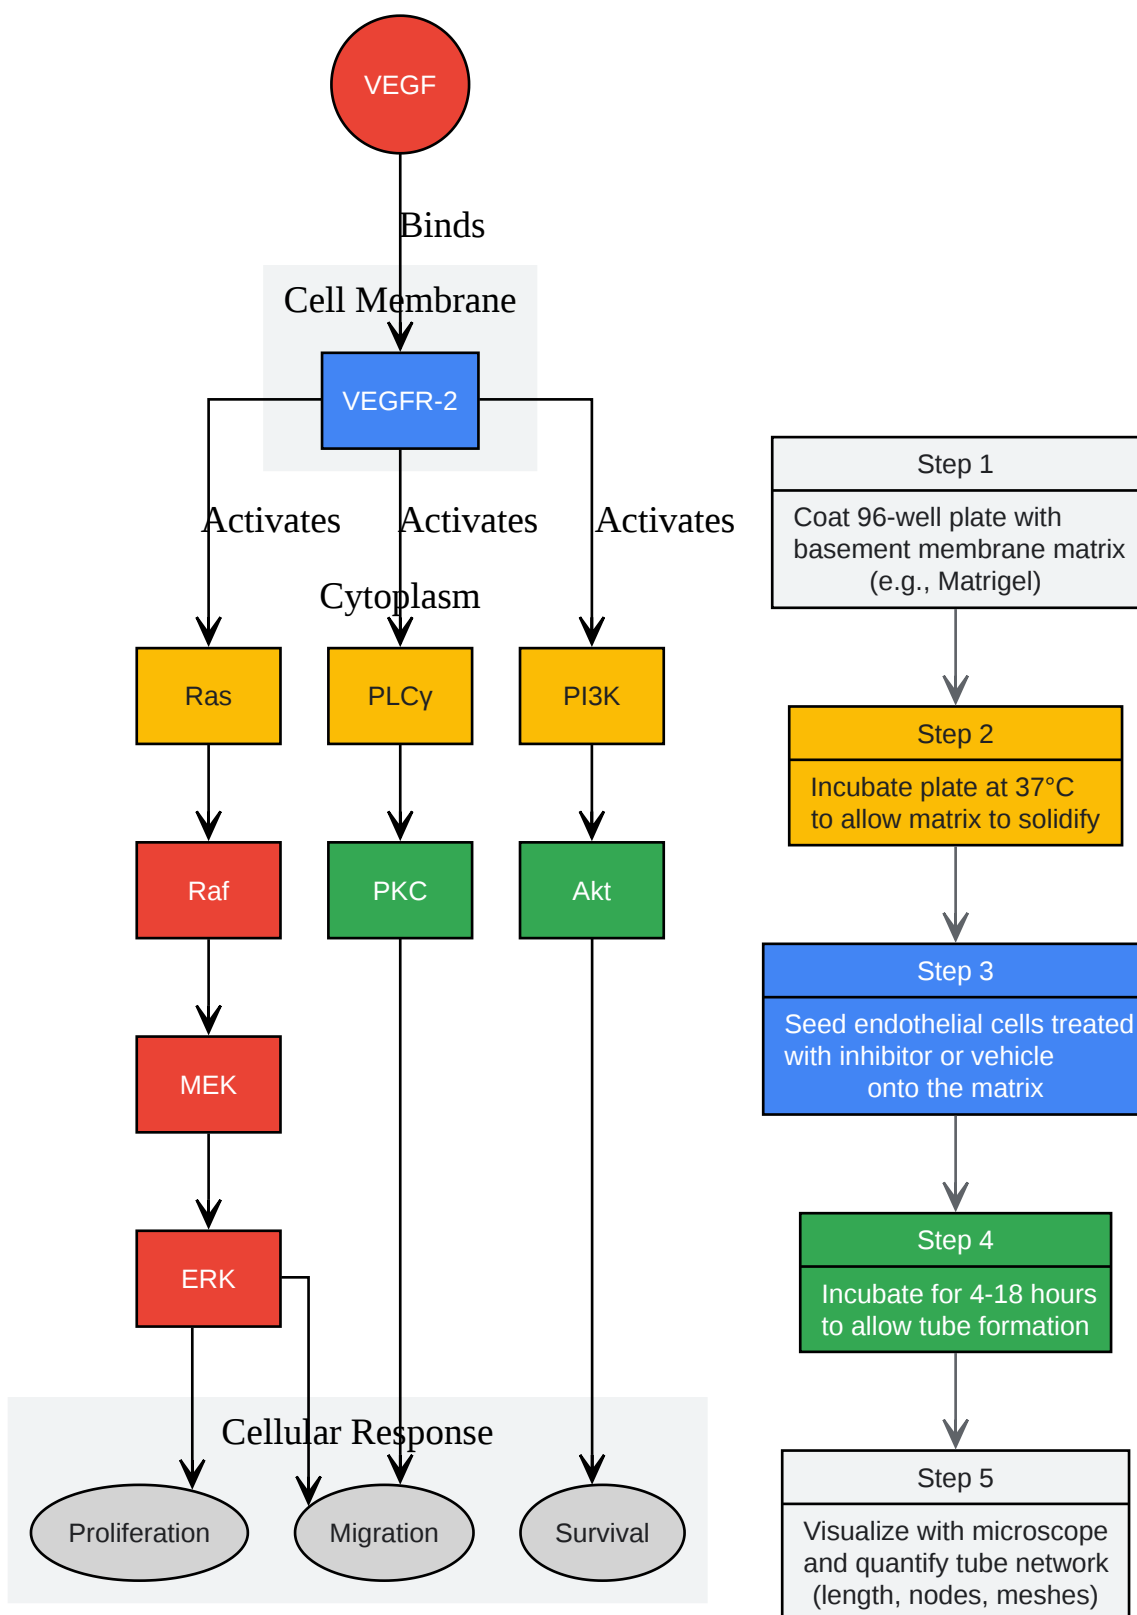 VEGF
Binds
Cell Membrane
VEGFR-2
Activates
Activates
Activates
Cytoplasm
Ras
PLCγ
PI3K
Raf
PKC
Akt
MEK
ERK
Cellular Response
Proliferation
Migration
Survival
Step 1
Coat 96-well plate with
basement membrane matrix
(e.g., Matrigel)
Step 2
Incubate plate at 37°C
to allow matrix to solidify
Step 3
Seed endothelial cells treated
with inhibitor or vehicle
onto the matrix
Step 4
Incubate for 4-18 hours
to allow tube formation
Step 5
Visualize with microscope
and quantify tube network
(length, nodes, meshes)